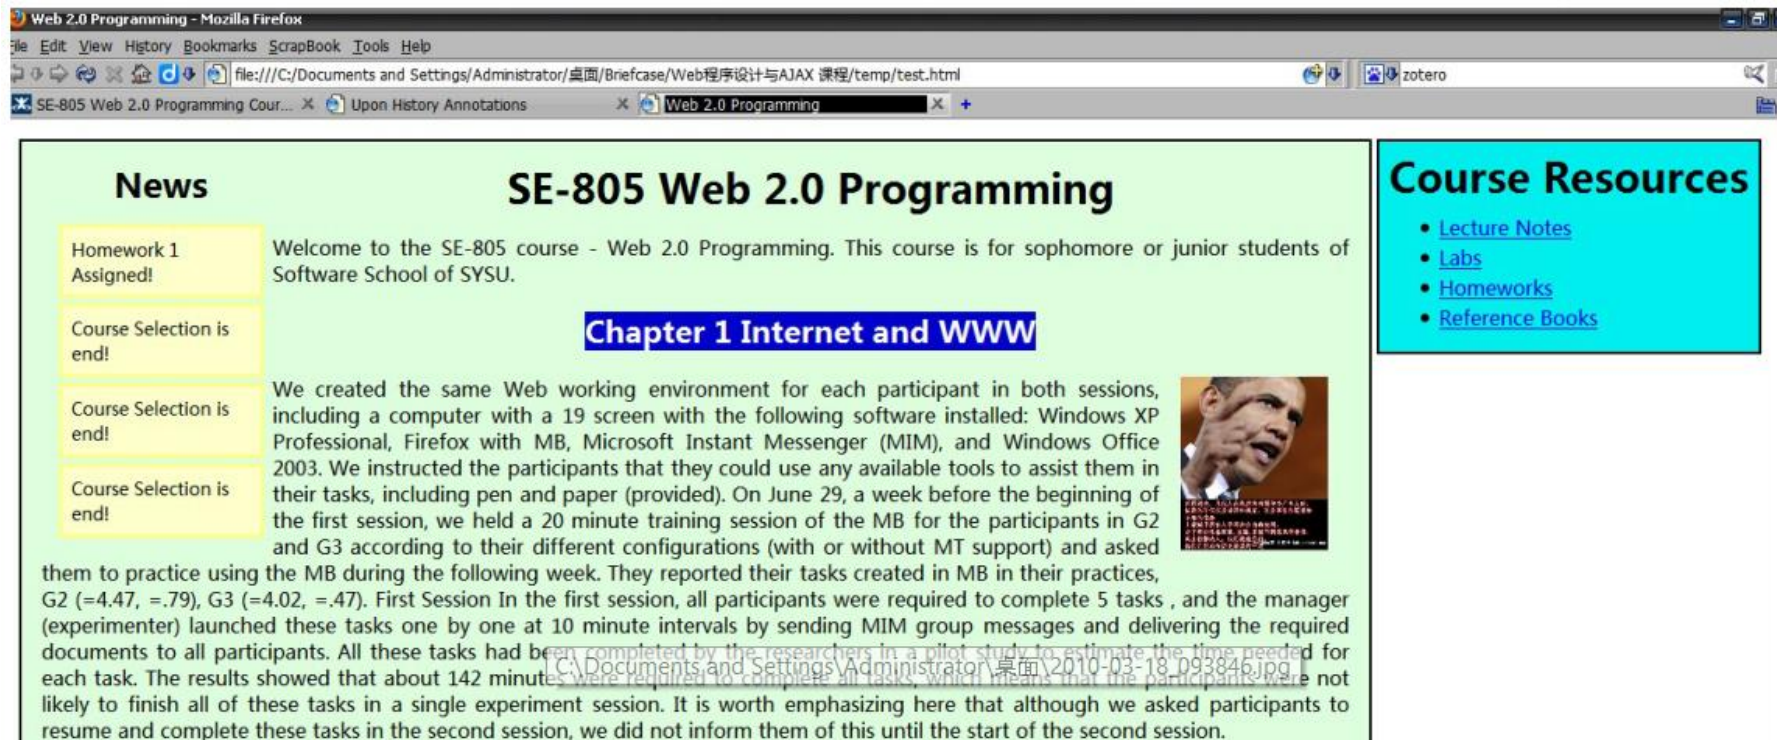 Web 2.0 Programming - Mozilla Firefox
File Edit View History Bookmarks ScrapBook Tools Help
file:///C:/Documents and Settings/Administrator/桌面/Briefcase/Web程序设计与AJAX 课程/temp/test.html
zotero
SE-805 Web 2.0 Programming Cour...
Upon History Annotations
Web 2.0 Programming
News
Homework 1
Assigned!
Course Selection is
end!
Course Selection is
end!
Course Selection is
end!
SE-805 Web 2.0 Programming
Welcome to the SE-805 course - Web 2.0 Programming. This course is for sophomore or junior students of
Software School of SYSU.
Chapter 1 Internet and WWW
We created the same Web working environment for each participant in both sessions,
including a computer with a 19 screen with the following software installed: Windows XP
Professional, Firefox with MB, Microsoft Instant Messenger (MIM), and Windows Office
2003. We instructed the participants that they could use any available tools to assist them in
their tasks, including pen and paper (provided). On June 29, a week before the beginning of
the first session, we held a 20 minute training session of the MB for the participants in G2
and G3 according to their different configurations (with or without MT support) and asked
them to practice using the MB during the following week. They reported their tasks created in MB in their practices,
G2 (=4.47, =.79), G3 (=4.02, =.47). First Session In the first session, all participants were required to complete 5 tasks , and the manager
(experimenter) launched these tasks one by one at 10 minute intervals by sending MIM group messages and delivering the required
documents to all participants. All these tasks had been completed by the researchers in a pilot study to estimate the time needed for
each task. The results showed that about 142 minutes were required to complete all tasks, which means that the participants were not
C:\Documents and Settings\Administrator\桌面\2010-03-18_093846.jpg
likely to finish all of these tasks in a single experiment session. It is worth emphasizing here that although we asked participants to
resume and complete these tasks in the second session, we did not inform them of this until the start of the second session.
Course Resources
Lecture Notes
Labs
Homeworks
Reference Books